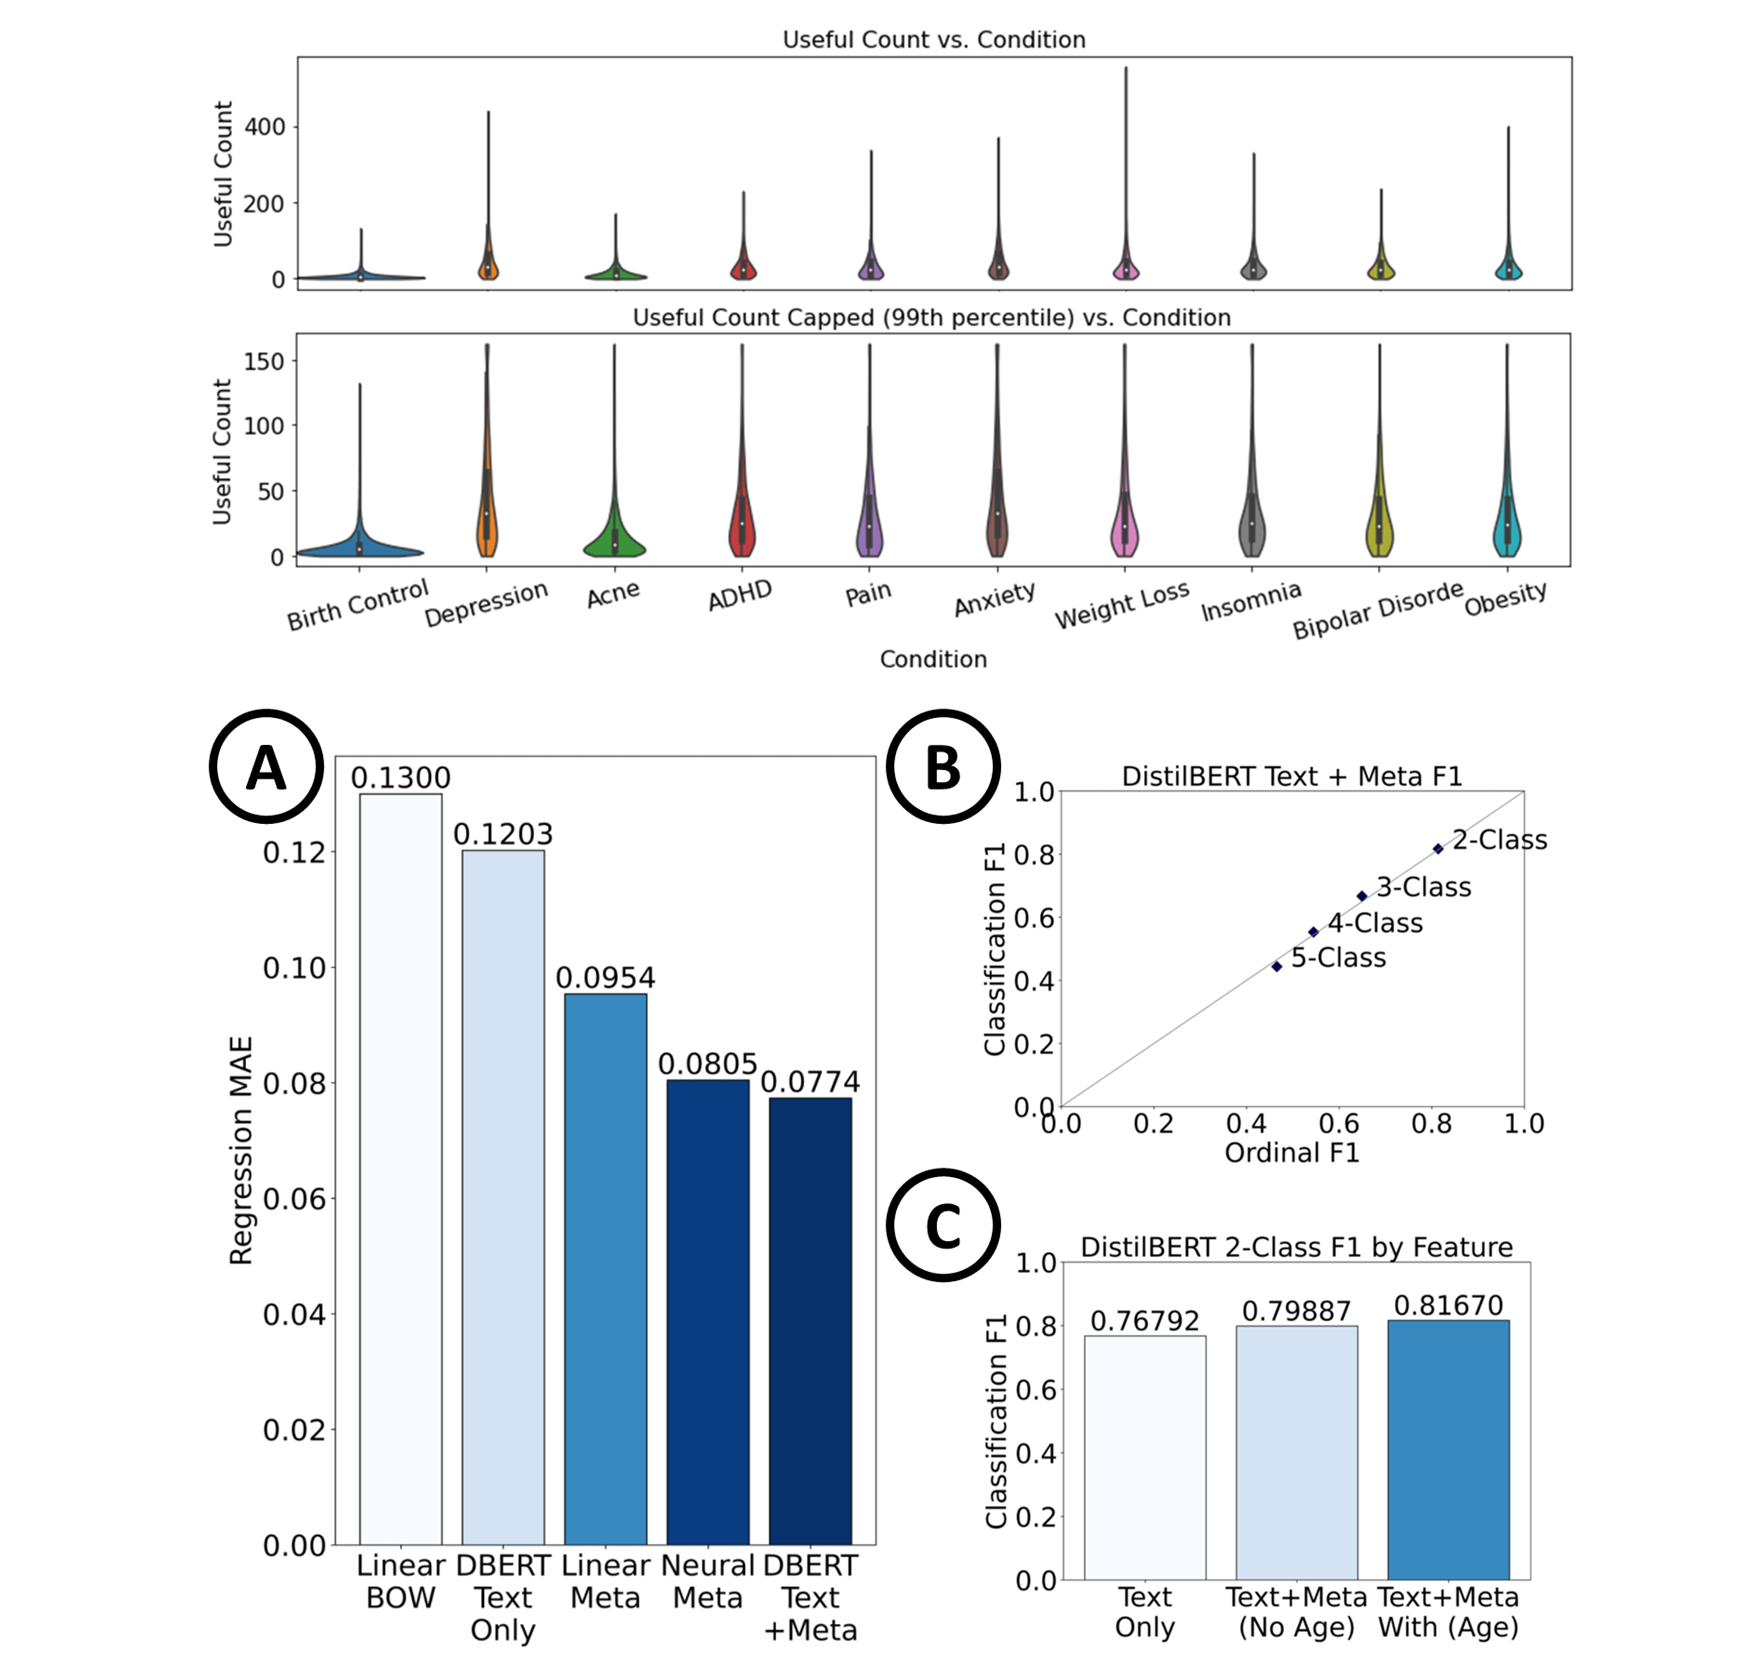 Useful Count vs. Condition
Useful Count
400
200
0
Useful Count Capped (99th percentile) vs. Condition
Useful Count
150
100
50
0
Birth Control Depression Acne ADHD Pain Anxiety Weight Loss Insomnia Bipolar Disorde Obesity
Condition
A
Regression MAE
0.12
0.10
0.08
0.06
0.04
0.02
0.00
0.1300
0.1203
0.0954
0.0805
0.0774
Linear BOW
DBERT Text Only
Linear Meta
Neural Meta
DBERT Text +Meta
B
DistilBERT Text + Meta F1
Classification F1
1.0
0.8
0.6
0.4
0.2
0.0
2-Class
3-Class
4-Class
5-Class
0.0 0.2 0.4 0.6 0.8 1.0
Ordinal F1
C
DistilBERT 2-Class F1 by Feature
Classification F1
1.0
0.8
0.6
0.4
0.2
0.0
0.76792
0.79887
0.81670
Text Only
Text+Meta (No Age)
Text+Meta With (Age)